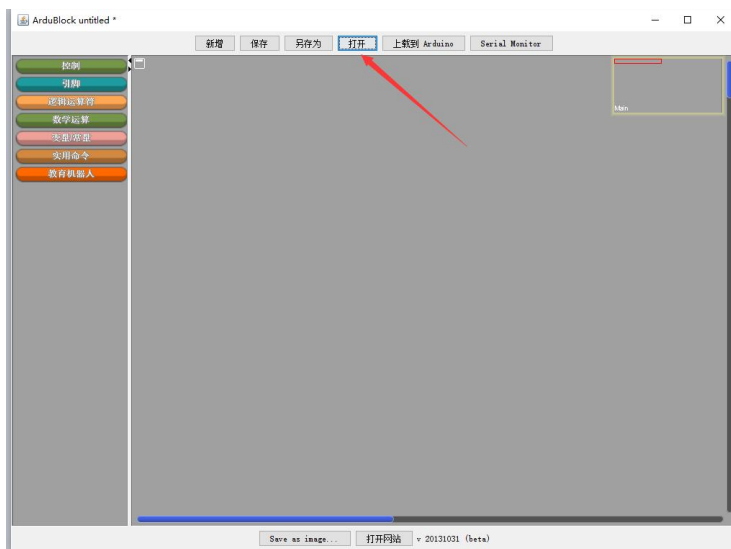 ArduBlock untitled *
新增 保存 另存为 打开 上载到 Arduino Serial Monitor
控制
引脚
逻辑运算符
数学运算
变量/常量
实用命令
教育机器人
Main
Save as image... 打开网站 v 20131031 (beta)